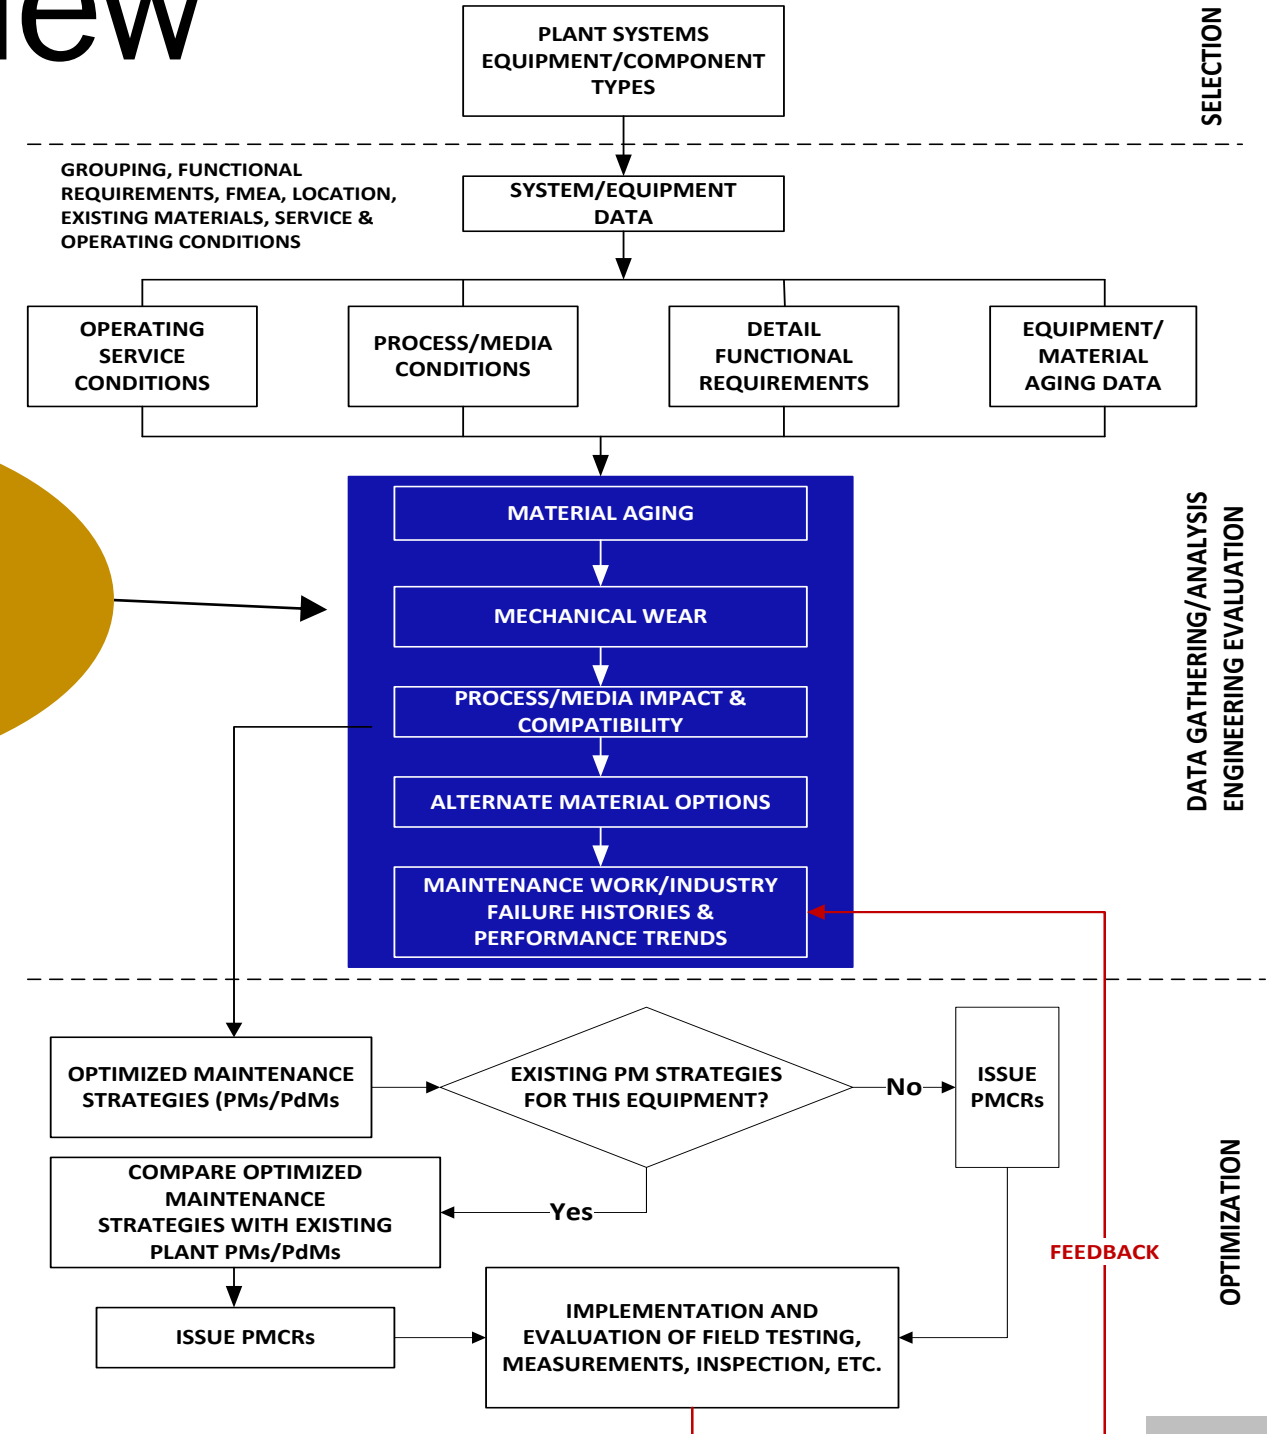 PLANT SYSTEMS
EQUIPMENT/COMPONENT
TYPES
SELECTION
GROUPING, FUNCTIONAL
REQUIREMENTS, FMEA, LOCATION,
EXISTING MATERIALS, SERVICE &
OPERATING CONDITIONS
SYSTEM/EQUIPMENT
DATA
OPERATING
SERVICE
CONDITIONS
PROCESS/MEDIA
CONDITIONS
DETAIL
FUNCTIONAL
REQUIREMENTS
EQUIPMENT/
MATERIAL
AGING DATA
MATERIAL AGING
MECHANICAL WEAR
PROCESS/MEDIA IMPACT &
COMPATIBILITY
ALTERNATE MATERIAL OPTIONS
MAINTENANCE WORK/INDUSTRY
FAILURE HISTORIES &
PERFORMANCE TRENDS
DATA GATHERING/ANALYSIS
ENGINEERING EVALUATION
OPTIMIZED MAINTENANCE
STRATEGIES (PMs/PdMs
EXISTING PM STRATEGIES
FOR THIS EQUIPMENT?
No
ISSUE
PMCRs
Yes
COMPARE OPTIMIZED
MAINTENANCE
STRATEGIES WITH EXISTING
PLANT PMs/PdMs
ISSUE PMCRs
IMPLEMENTATION AND
EVALUATION OF FIELD TESTING,
MEASUREMENTS, INSPECTION, ETC.
FEEDBACK
OPTIMIZATION